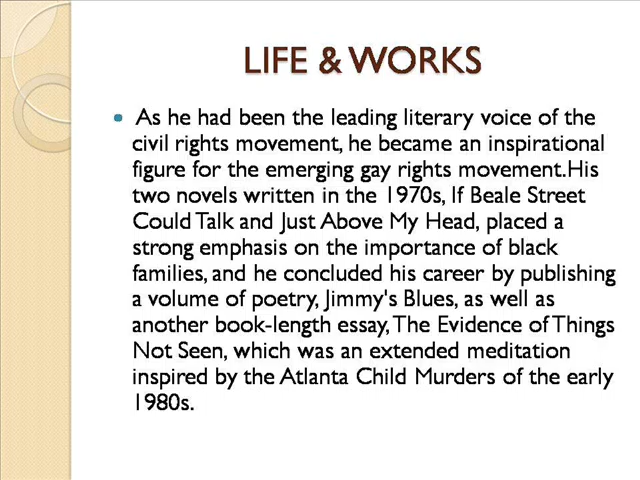 LIFE & WORKS
As he had been the leading literary voice of the
civil rights movement, he became an inspirational
figure for the emerging gay rights movement.His
two novels written in the 1970s, If Beale Street
Could Talk and Just Above My Head, placed a
strong emphasis on the importance of black
families, and he concluded his career by publishing
a volume of poetry, Jimmy's Blues, as well as
another book-length essay, The Evidence of Things
Not Seen, which was an extended meditation
inspired by the Atlanta Child Murders of the early
1980s.